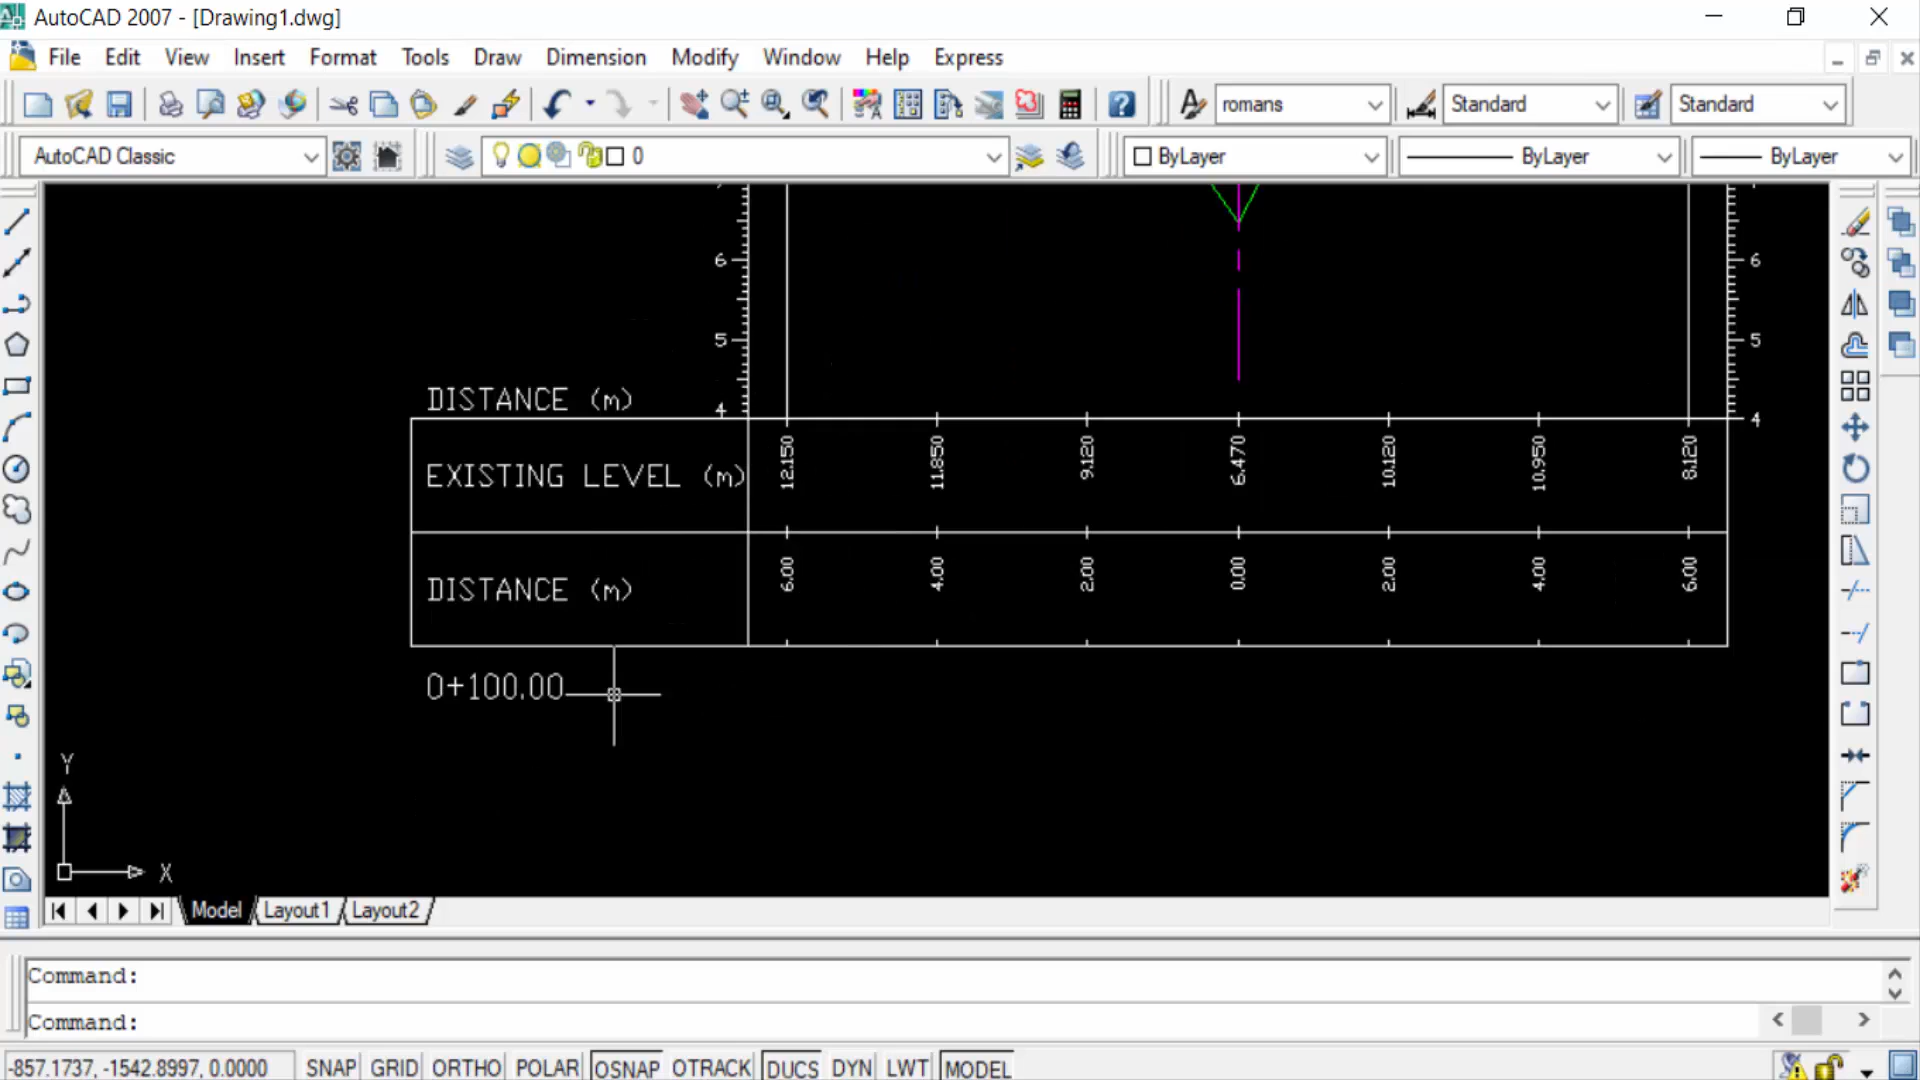 AutoCAD 2007 - [Drawing1.dwg]
File Edit View Insert Format Tools Draw Dimension Modify Window Help Express
romans Standard Standard
AutoCAD Classic 0 ByLayer ByLayer ByLayer
6 6
5 5
DISTANCE (m) 4 4
EXISTING LEVEL (m) 12.150 11.850 9.120 6.470 10.120 10.950 8.120
DISTANCE (m) 6.00 4.00 2.00 0.00 2.00 4.00 6.00
0+100.00
Y
X
Model Layout1 Layout2
Command:
Command:
-857.1737, -1542.8997, 0.0000 SNAP GRID ORTHO POLAR OSNAP OTRACK DUCS DYN LWT MODEL